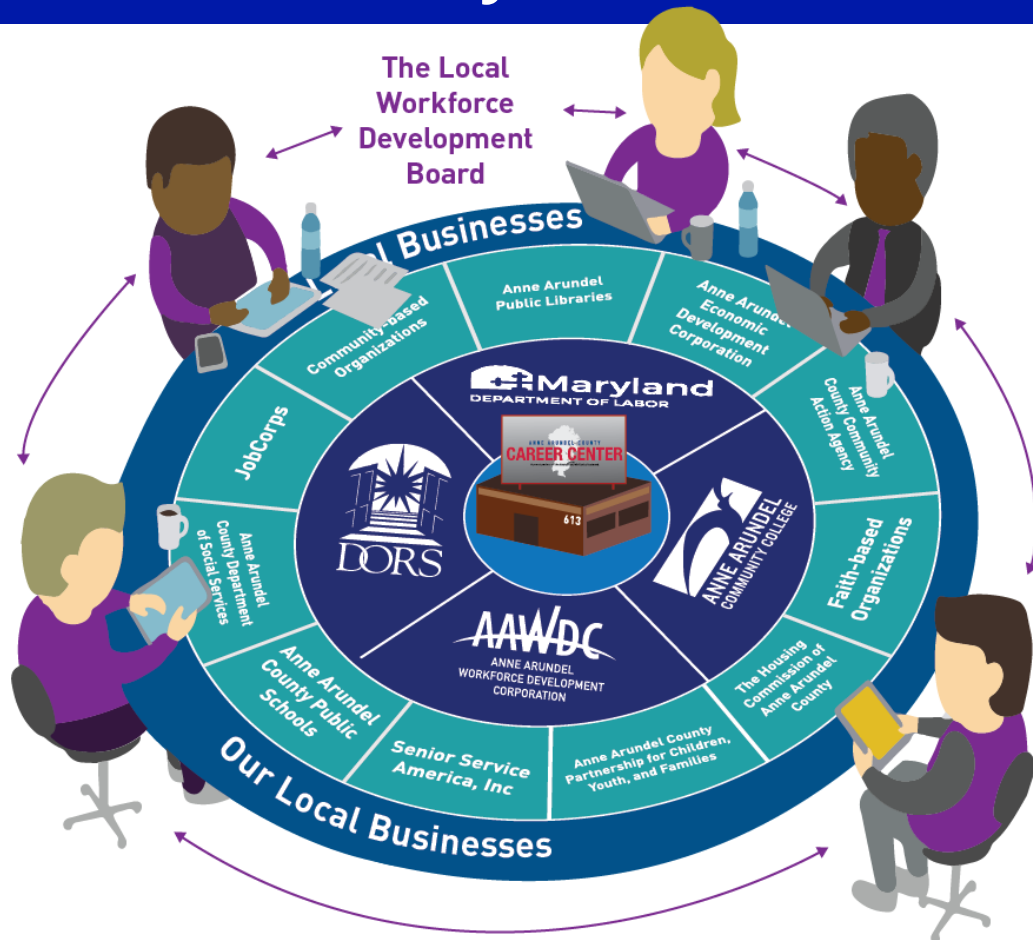 The Local
Workforce
Development
Board
Businesses
Anne Arundel
Public Libraries
Anne Arundel
Economic
Development
Corporation
Community-based
Organizations
Anne Arundel
County Community
Action Agency
JobCorps
Faith-based
Organizations
Anne Arundel
County Department
of Social Services
The Housing
Commission of
Anne Arundel
County
Anne Arundel
County Public
Schools
Senior Service
America, Inc
Anne Arundel County
Partnership for Children,
Youth, and Families
Maryland
DEPARTMENT OF LABOR
ANNE ARUNDEL COUNTY
CAREER CENTER
613
DORS
ANNE ARUNDEL
COMMUNITY COLLEGE
AAWDC
ANNE ARUNDEL
WORKFORCE DEVELOPMENT
CORPORATION
Our Local Businesses